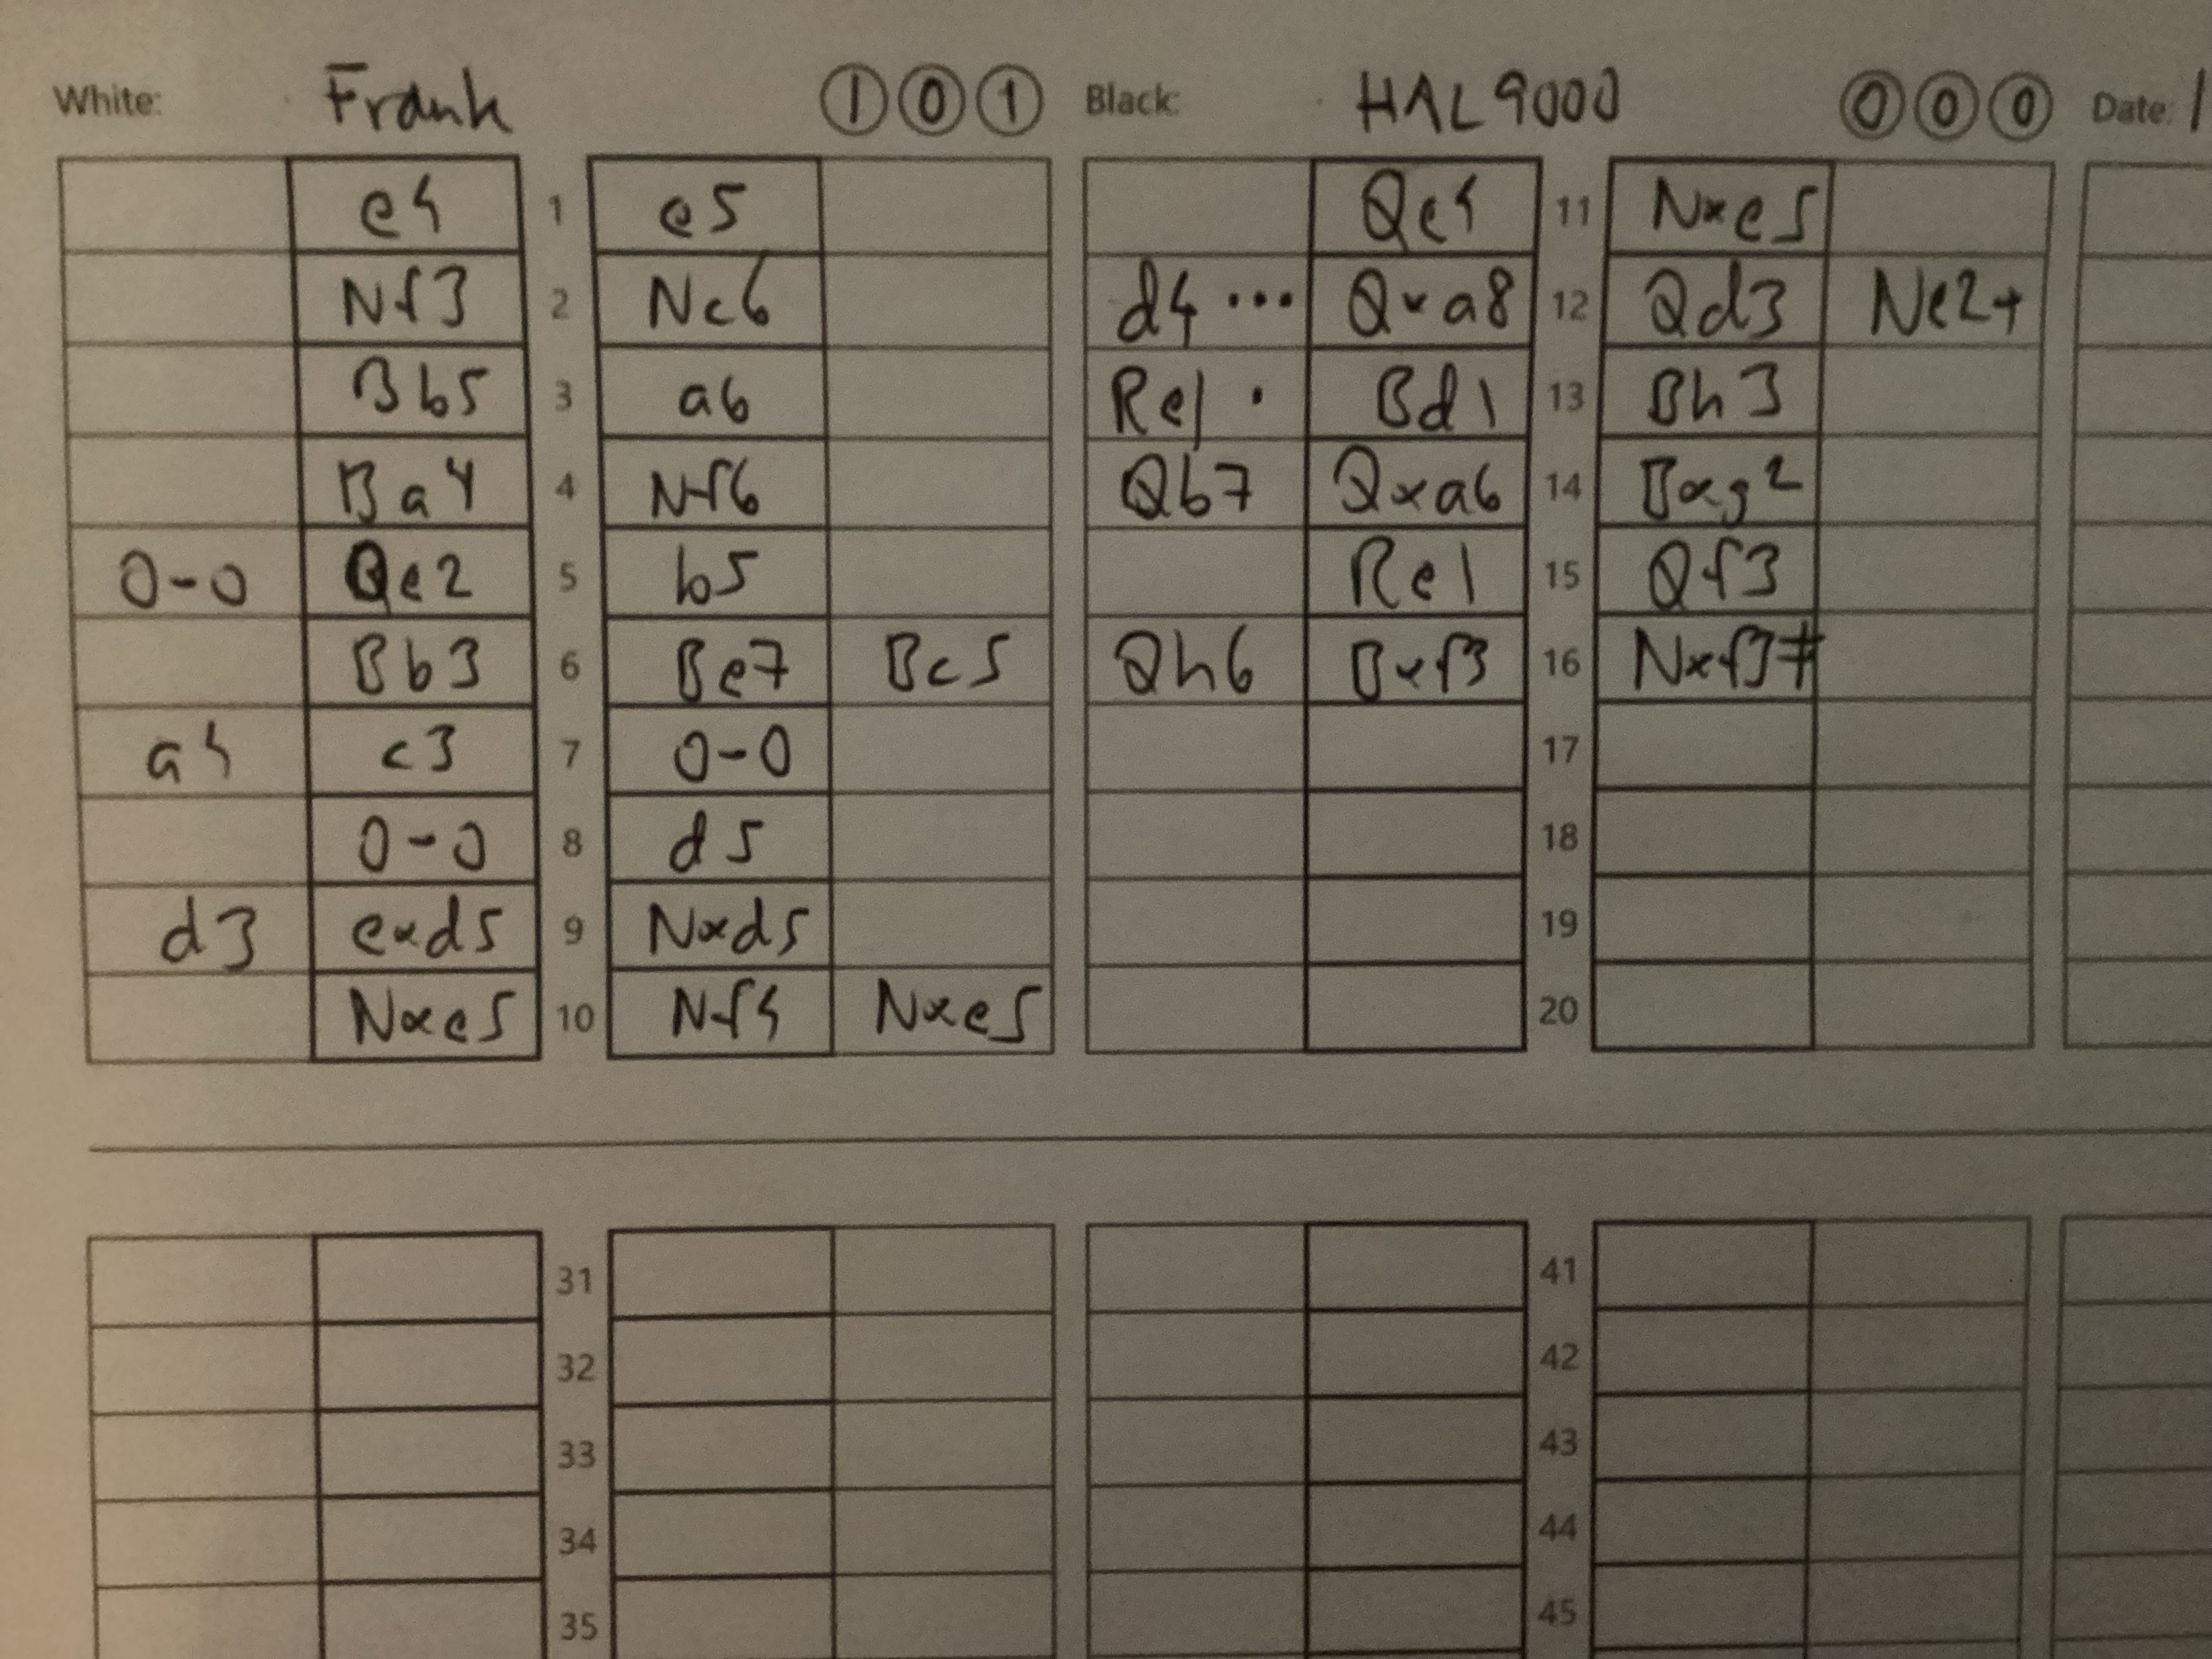 White: Frank 1 0 1 Black: HAL 9000 0 0 0 Date: 1
e4 1 e5 Qe4 11 Nxe5
Nf3 2 Nc6 d4 ... Qxa8 12 Qd3 Ne2+
Bb5 3 a6 Re1 . Bd1 13 Bh3
Ba4 4 Nf6 Qb7 Qxa6 14 Bxg2
0-0 Qe2 5 b5 Re1 15 Qf3
Bb3 6 Be7 Bc5 Qh6 Bxf3 16 Nxf3#
a4 c3 7 0-0 17
0-0 8 d5 18
d3 exd5 9 Nxd5 19
Nxe5 10 Nf4 Nxe5 20
31 41
32 42
33 43
34 44
35 45